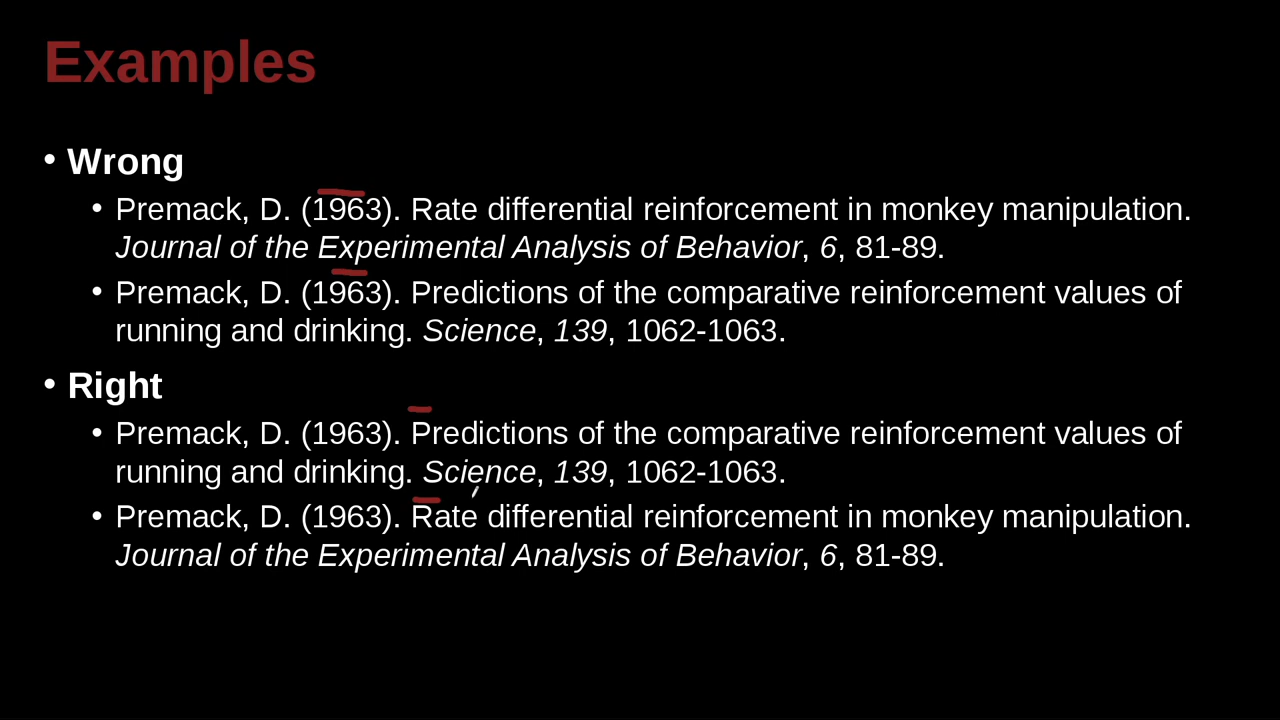 Examples
• Wrong
• Premack, D. (1963). Rate differential reinforcement in monkey manipulation.
Journal of the Experimental Analysis of Behavior, 6, 81-89.
• Premack, D. (1963). Predictions of the comparative reinforcement values of
running and drinking. Science, 139, 1062-1063.
• Right
• Premack, D. (1963). Predictions of the comparative reinforcement values of
running and drinking. Science, 139, 1062-1063.
• Premack, D. (1963). Rate differential reinforcement in monkey manipulation.
Journal of the Experimental Analysis of Behavior, 6, 81-89.